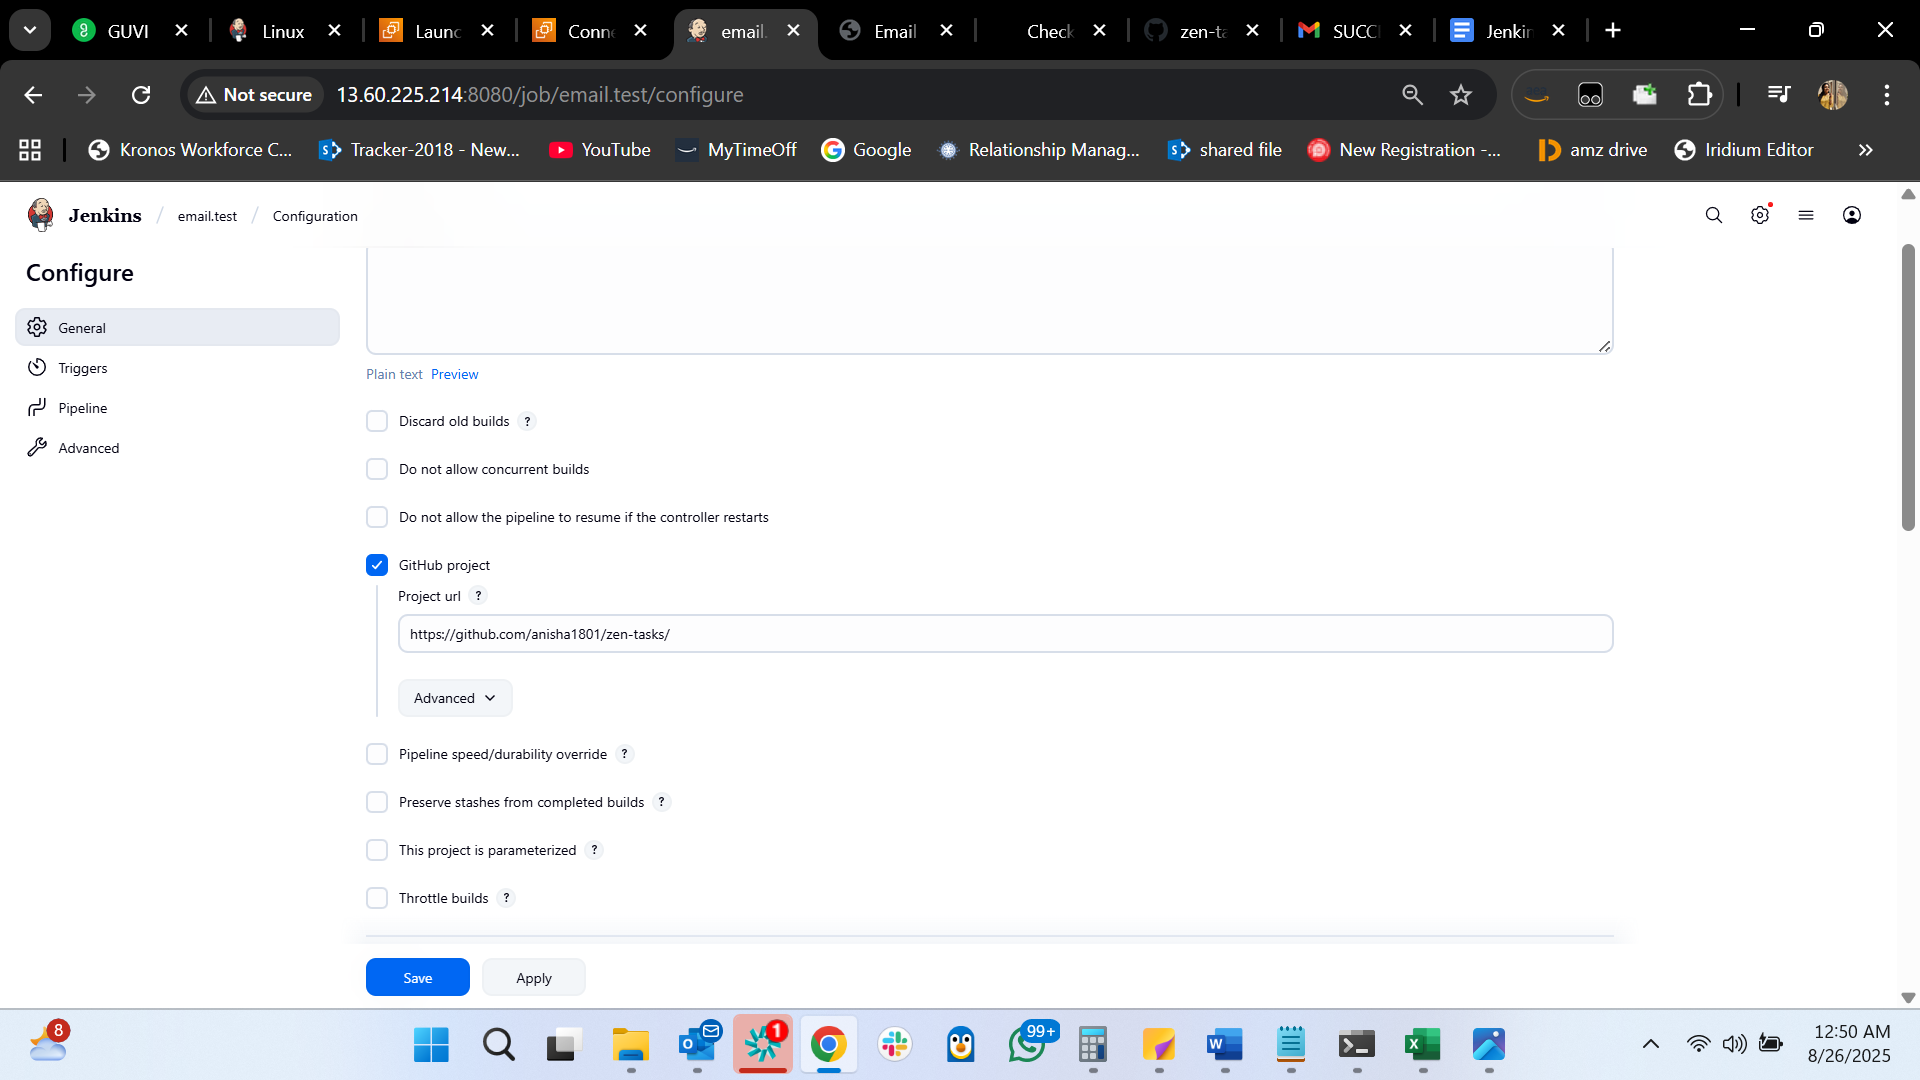 GUVI
Linux
Launc
Conne
email.
Email
Check
zen-ta
SUCC
Jenkin
Not secure
13.60.225.214:8080/job/email.test/configure
Kronos Workforce C...
Tracker-2018 - New...
YouTube
MyTimeOff
Google
Relationship Manag...
shared file
New Registration -...
amz drive
Iridium Editor
Jenkins / email.test / Configuration
Configure
General
Triggers
Pipeline
Advanced
Plain text Preview
Discard old builds ?
Do not allow concurrent builds
Do not allow the pipeline to resume if the controller restarts
GitHub project
Project url ?
https://github.com/anisha1801/zen-tasks/
Advanced
Pipeline speed/durability override ?
Preserve stashes from completed builds ?
This project is parameterized ?
Throttle builds ?
Save
Apply
8
1
99+
12:50 AM
8/26/2025